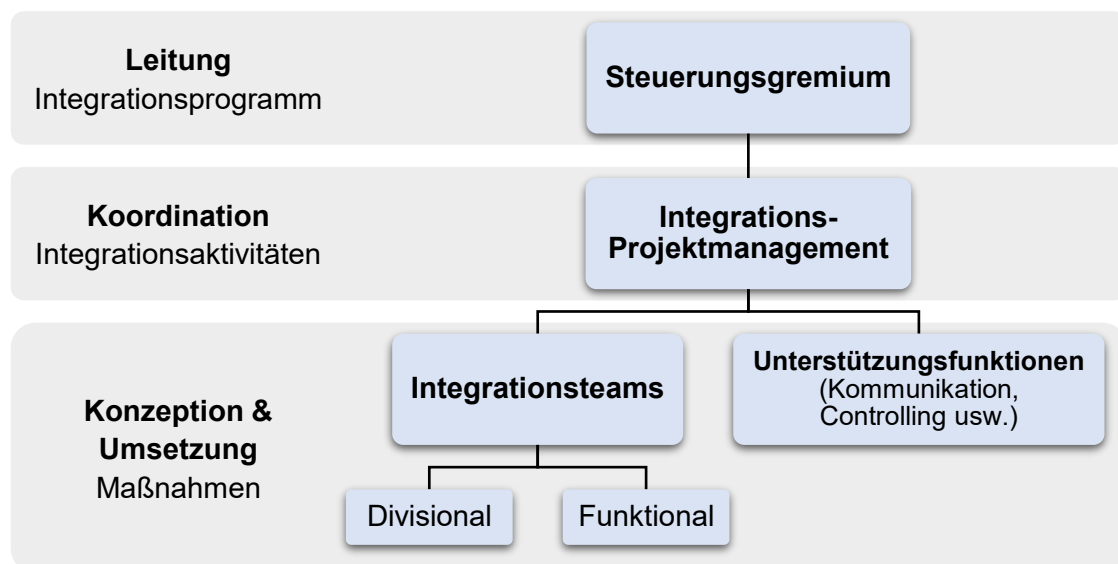 Leitung
Integrationsprogramm
Steuerungsgremium
Koordination
Integrationsaktivitäten
Integrations-
Projektmanagement
Konzeption &
Umsetzung
Maßnahmen
Integrationsteams
Unterstützungsfunktionen
(Kommunikation,
Controlling usw.)
Divisional
Funktional